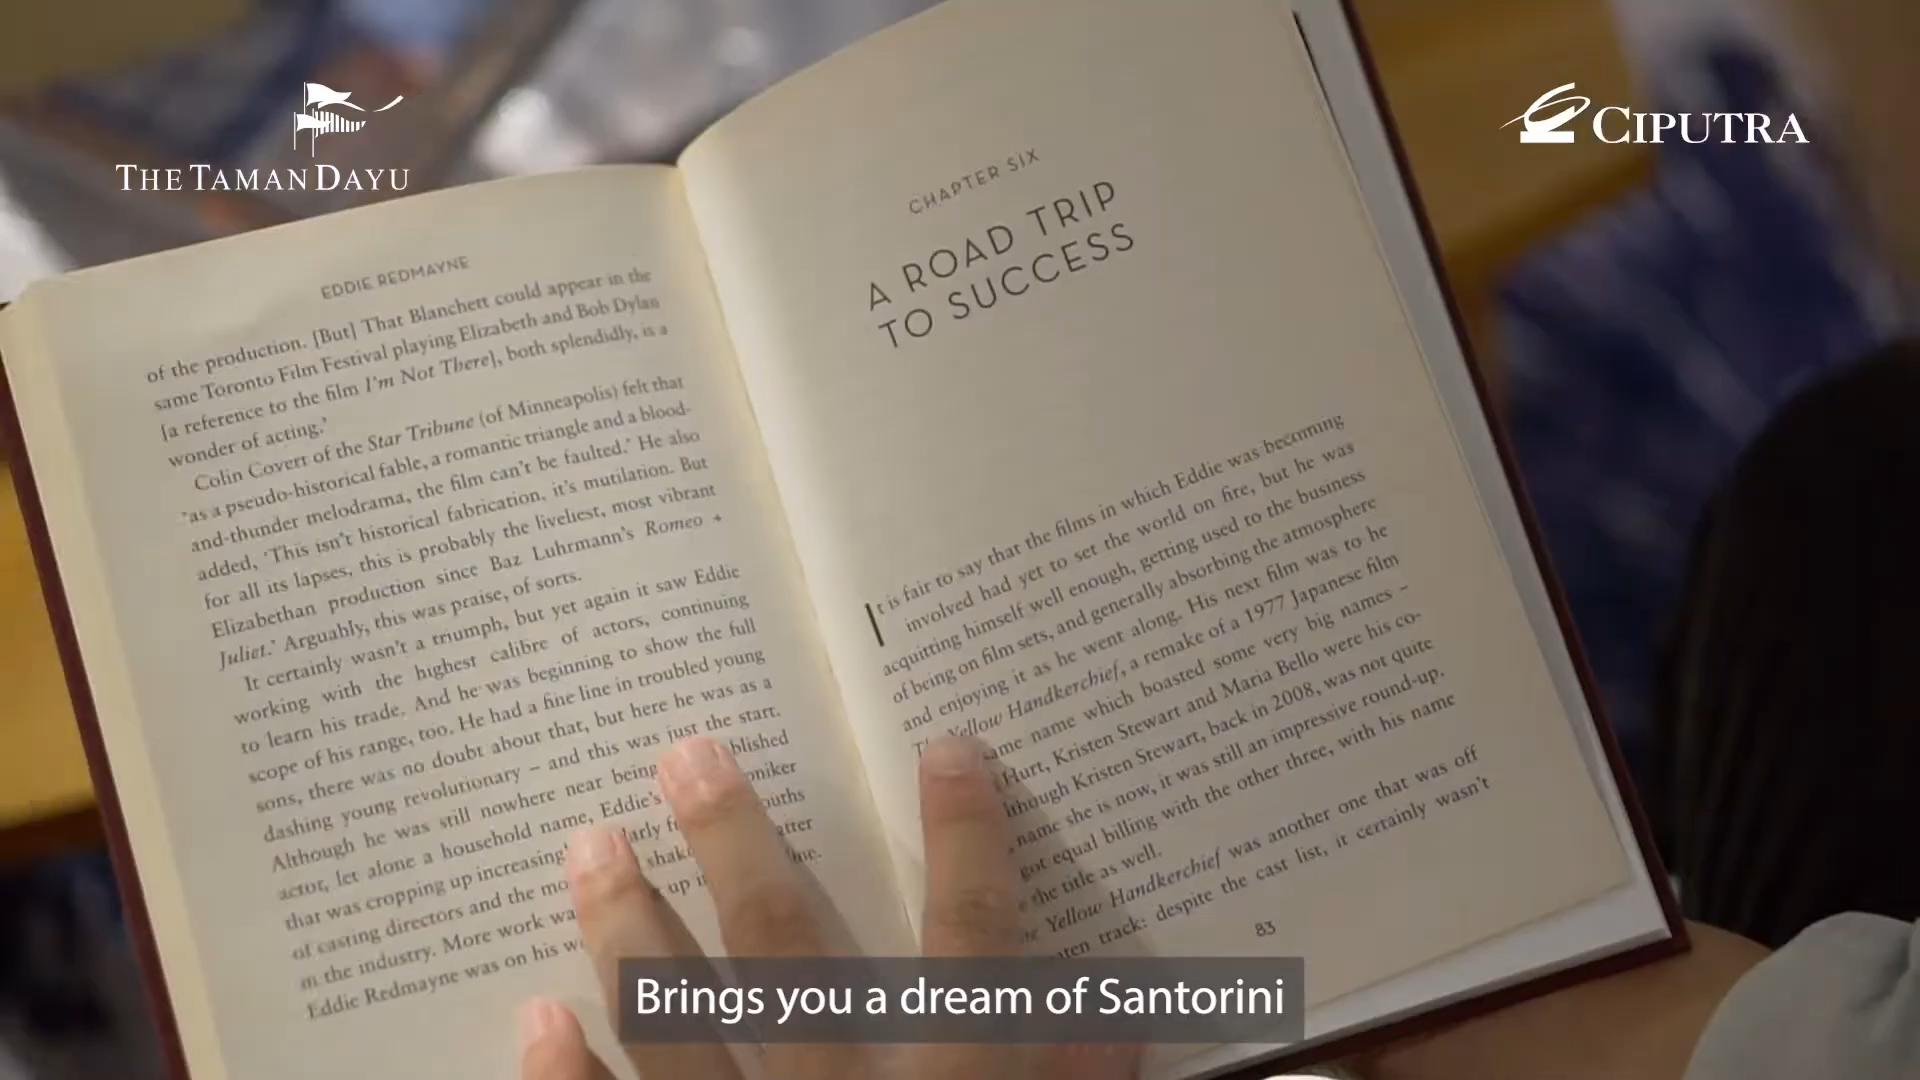 THE TAMAN DAYU
CIPUTRA
EDDIE REDMAYNE
of the production. [But] That Blanchett could appear in the
same Toronto Film Festival playing Elizabeth and Bob Dylan
[a reference to the film I'm Not There], both splendidly, is a
wonder of acting.'
Colin Covert of the Star Tribune (of Minneapolis) felt that
'as a pseudo-historical fable, a romantic triangle and a blood-
and-thunder melodrama, the film can't be faulted.' He also
added, 'This isn't historical fabrication, it's mutilation. But
for all its lapses, this is probably the liveliest, most vibrant
Elizabethan production since Baz Luhrmann's Romeo +
Juliet.' Arguably, this was praise, of sorts.
It certainly wasn't a triumph, but yet again it saw Eddie
working with the highest calibre of actors, continuing
to learn his trade. And he was beginning to show the full
scope of his range, too. He had a fine line in troubled young
sons, there was no doubt about that, but here he was as a
dashing young revolutionary – and this was just the start.
Although he was still nowhere near being blished
actor, let alone a household name, Eddie's oniker
that was cropping up increasingl larly f ouths
of casting directors and the mo shak atter
in the industry. More work wa up i
Eddie Redmayne was on his w
CHAPTER SIX
A ROAD TRIP
TO SUCCESS
It is fair to say that the films in which Eddie was becoming
involved had yet to set the world on fire, but he was
acquitting himself well enough, getting used to the business
of being on film sets, and generally absorbing the atmosphere
and enjoying it as he went along. His next film was to be
The Yellow Handkerchief, a remake of a 1977 Japanese film
same name which boasted some very big names –
Hurt, Kristen Stewart and Maria Bello were his co-
lthough Kristen Stewart, back in 2008, was not quite
name she is now, it was still an impressive round-up.
got equal billing with the other three, with his name
the title as well.
Yellow Handkerchief was another one that was off
aten track: despite the cast list, it certainly wasn't
83
Brings you a dream of Santorini